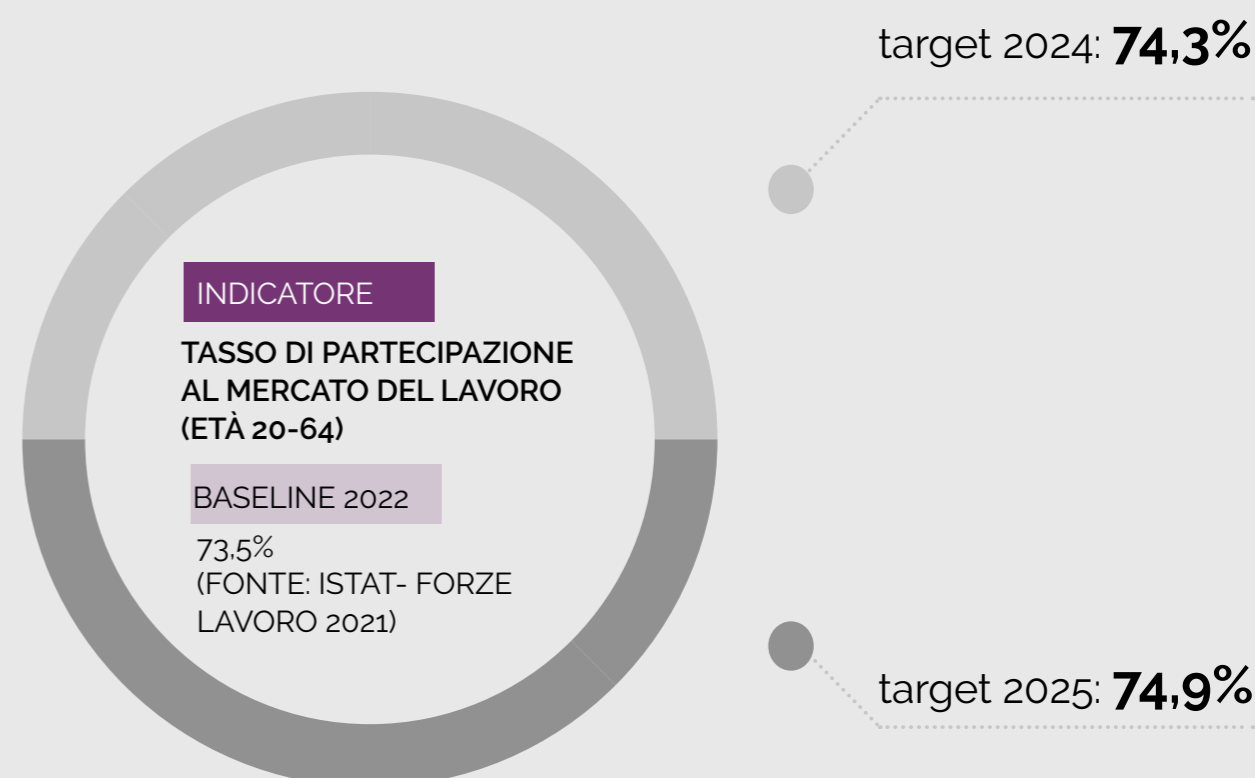 target 2024: 74,3%
INDICATORE
TASSO DI PARTECIPAZIONE
AL MERCATO DEL LAVORO
(ETÀ 20-64)
BASELINE 2022
73,5%
(FONTE: ISTAT- FORZE
LAVORO 2021)
target 2025: 74,9%